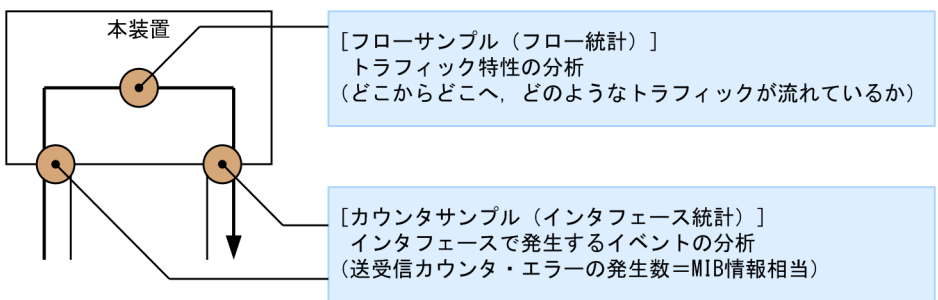 本装置
[フローサンプル（フロー統計）]
トラフィック特性の分析
（どこからどこへ，どのようなトラフィックが流れているか）
[カウンタサンプル（インタフェース統計）]
インタフェースで発生するイベントの分析
（送受信カウンタ・エラーの発生数＝MIB情報相当）